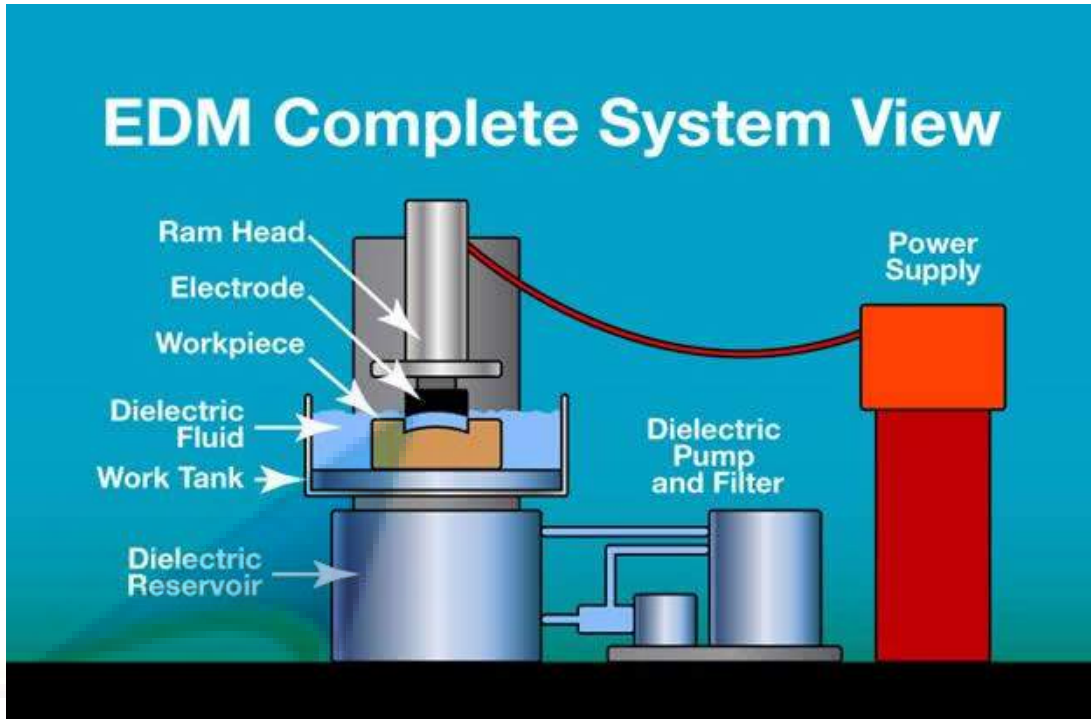 EDM Complete System View
Ram Head
Electrode
Workpiece
Dielectric
Fluid
Work Tank
Dielectric
Reservoir
Dielectric
Pump
and Filter
Power
Supply